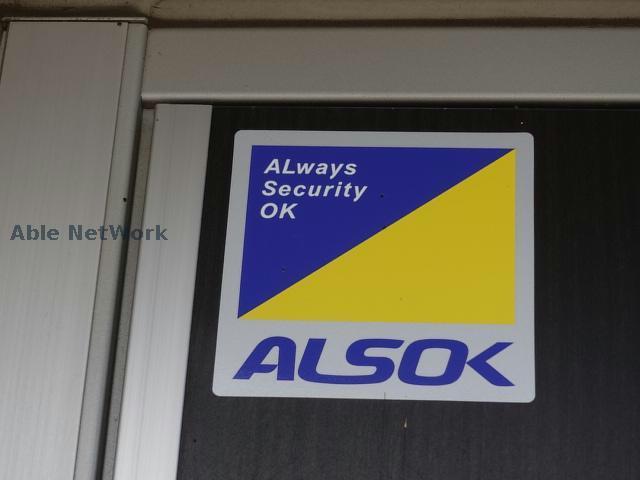 ALways
Security
OK
Able NetWork
ALSOK